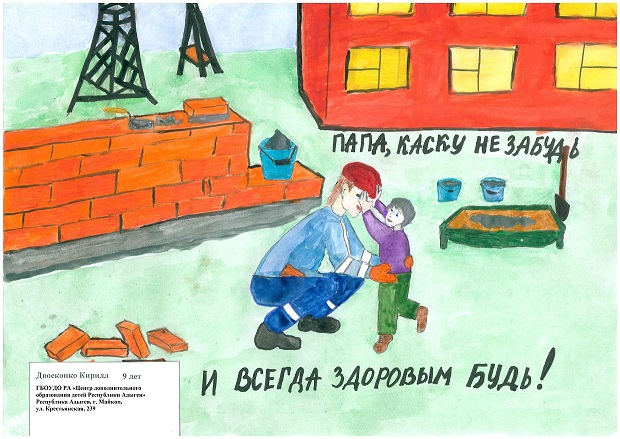 ПАПА, КАСКУ НЕ ЗАБУДЬ
И ВСЕГДА ЗДОРОВЫМ БУДЬ!
Двоеконко Кирилл 9 лет
ГБОУДО РА «Центр дополнительного
образования детей Республики Адыгея»
Республика Адыгея, г. Майкоп,
ул. Крестьянская, 239